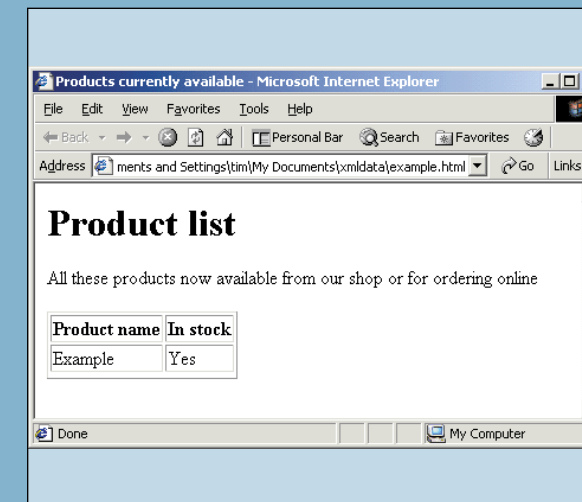 Products currently available - Microsoft Internet Explorer
File Edit View Favorites Tools Help
Back Personal Bar Search Favorites
Address ments and Settings\tim\My Documents\xmldata\example.html Go Links
Product list
All these products now available from our shop or for ordering online
Product name In stock
Example Yes
Done My Computer